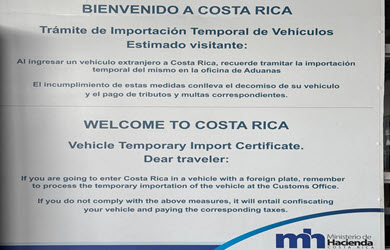 BIENVENIDO A COSTA RICA
Trámite de Importación Temporal de Vehículos
Estimado visitante:
Al ingresar un vehículo extranjero a Costa Rica, recuerde tramitar la importación
temporal del mismo en la oficina de Aduanas
El incumplimiento de estas medidas conlleva el decomiso de su vehículo
y el pago de tributos y multas correspondientes.
WELCOME TO COSTA RICA
Vehicle Temporary Import Certificate.
Dear traveler:
If you are going to enter Costa Rica in a vehicle with a foreign plate, remember
to process the temporary importation of the vehicle at the Customs Office.
If you do not comply with the above measures, it will entail confiscating
your vehicle and paying the corresponding taxes.
mh
Ministerio de
Hacienda
COSTA RICA